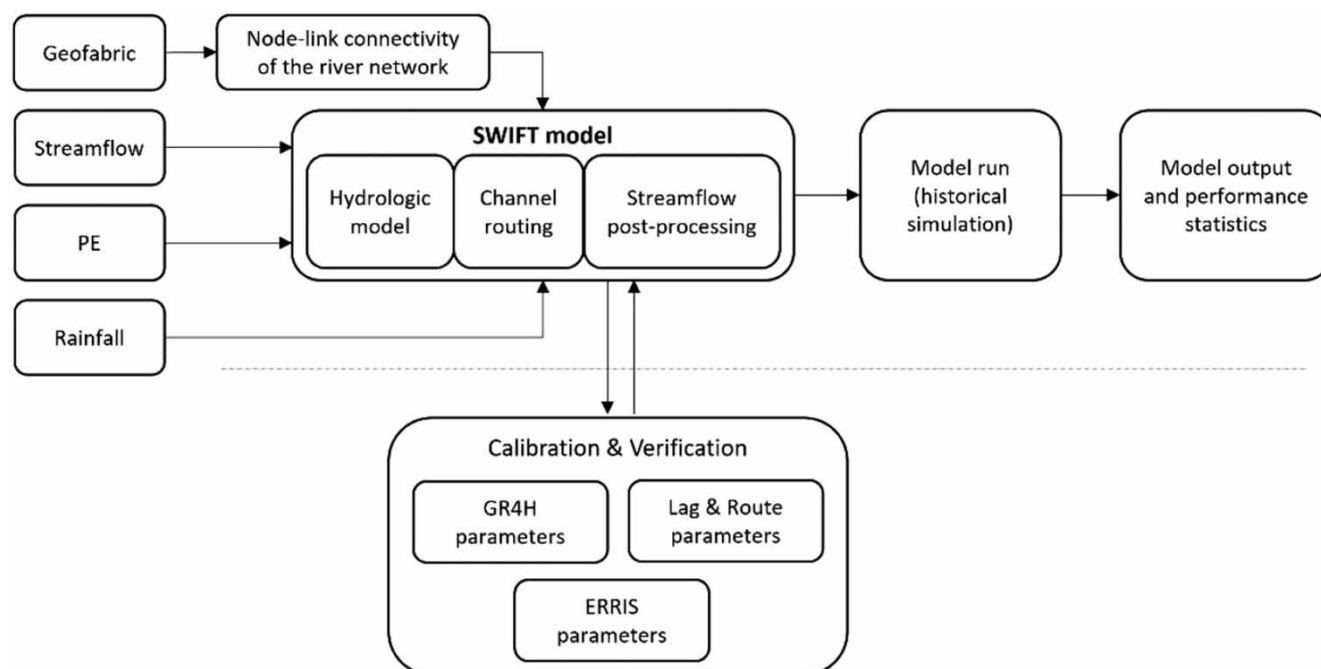 Geofabric
Node-link connectivity
of the river network
Streamflow
PE
Rainfall
SWIFT model
Hydrologic
model
Channel
routing
Streamflow
post-processing
Model run
(historical
simulation)
Model output
and performance
statistics
Calibration & Verification
GR4H
parameters
Lag & Route
parameters
ERRIS
parameters